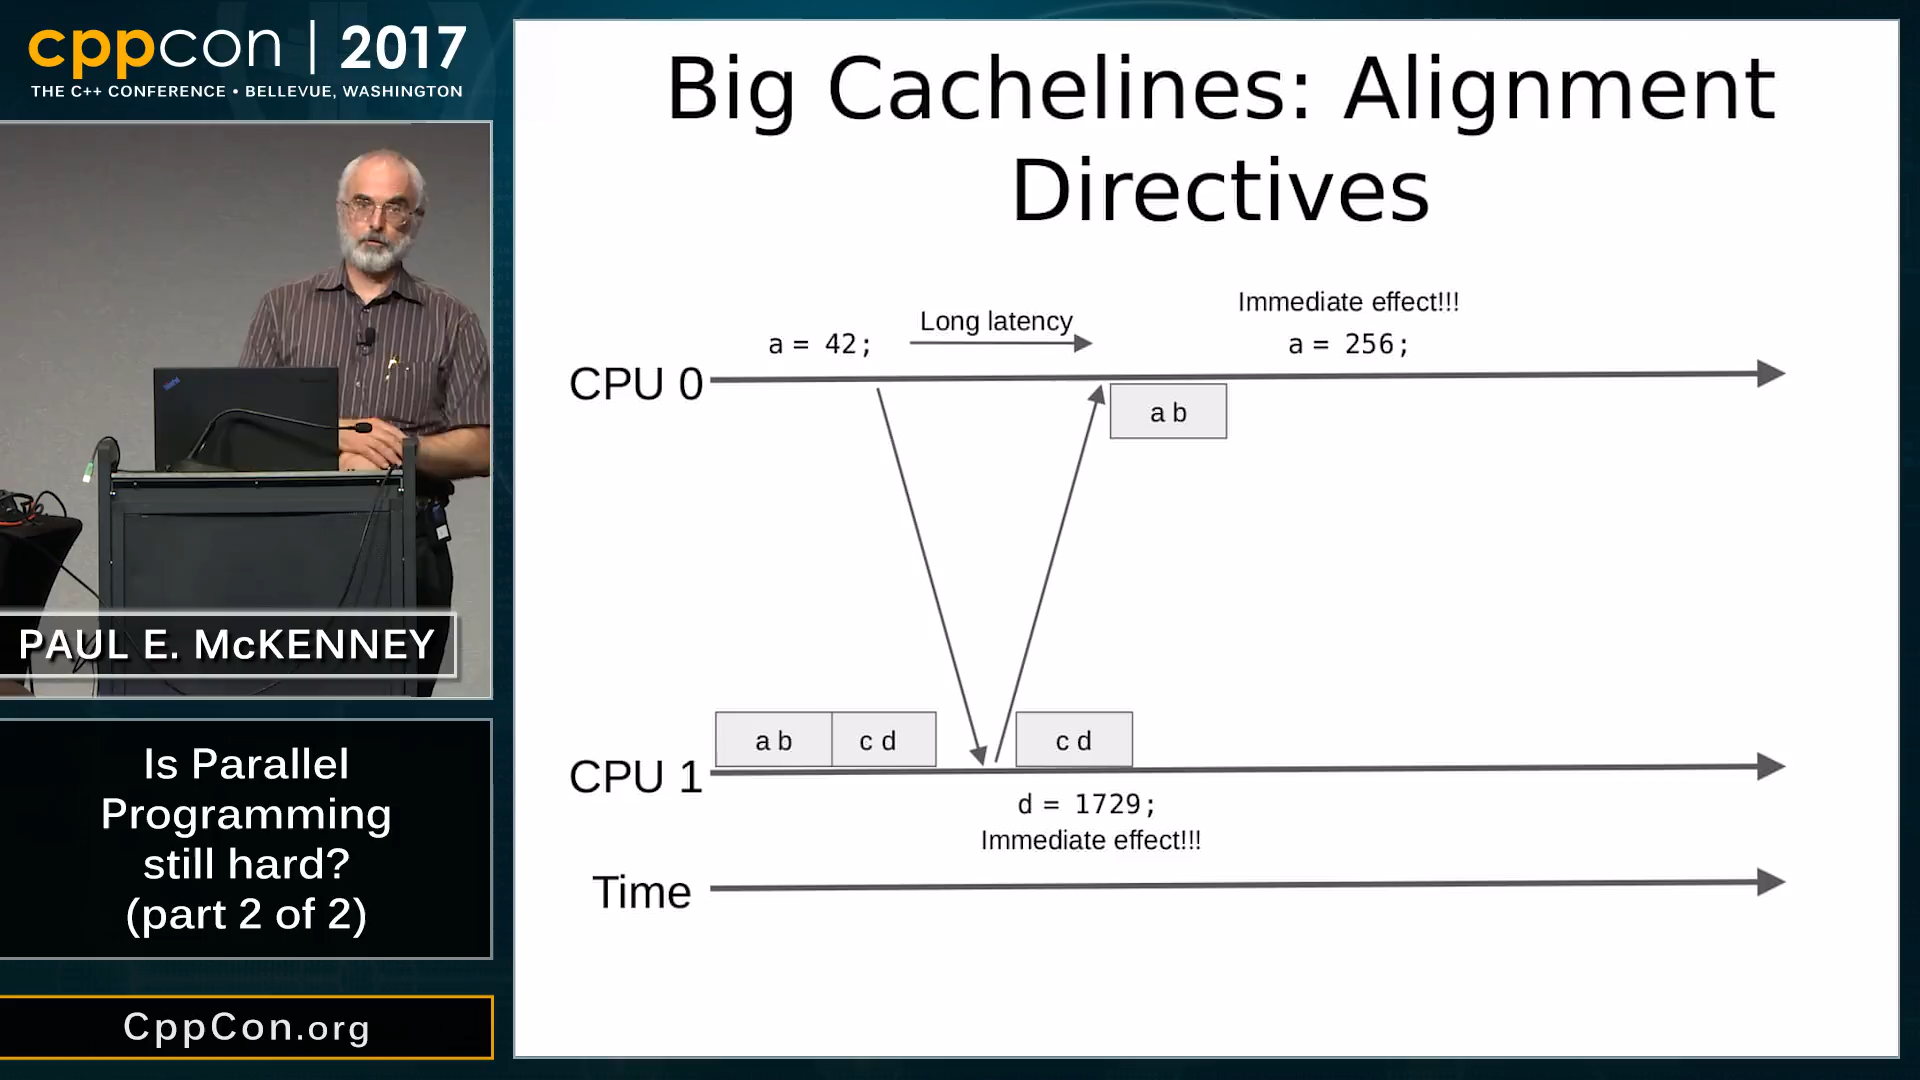 cppcon | 2017
THE C++ CONFERENCE • BELLEVUE, WASHINGTON
PAUL E. McKENNEY
Is Parallel
Programming
still hard?
(part 2 of 2)
CppCon.org
Big Cachelines: Alignment
Directives
Immediate effect!!!
Long latency
a = 42;
a = 256;
CPU 0
a b
a b
c d
c d
CPU 1
d = 1729;
Immediate effect!!!
Time